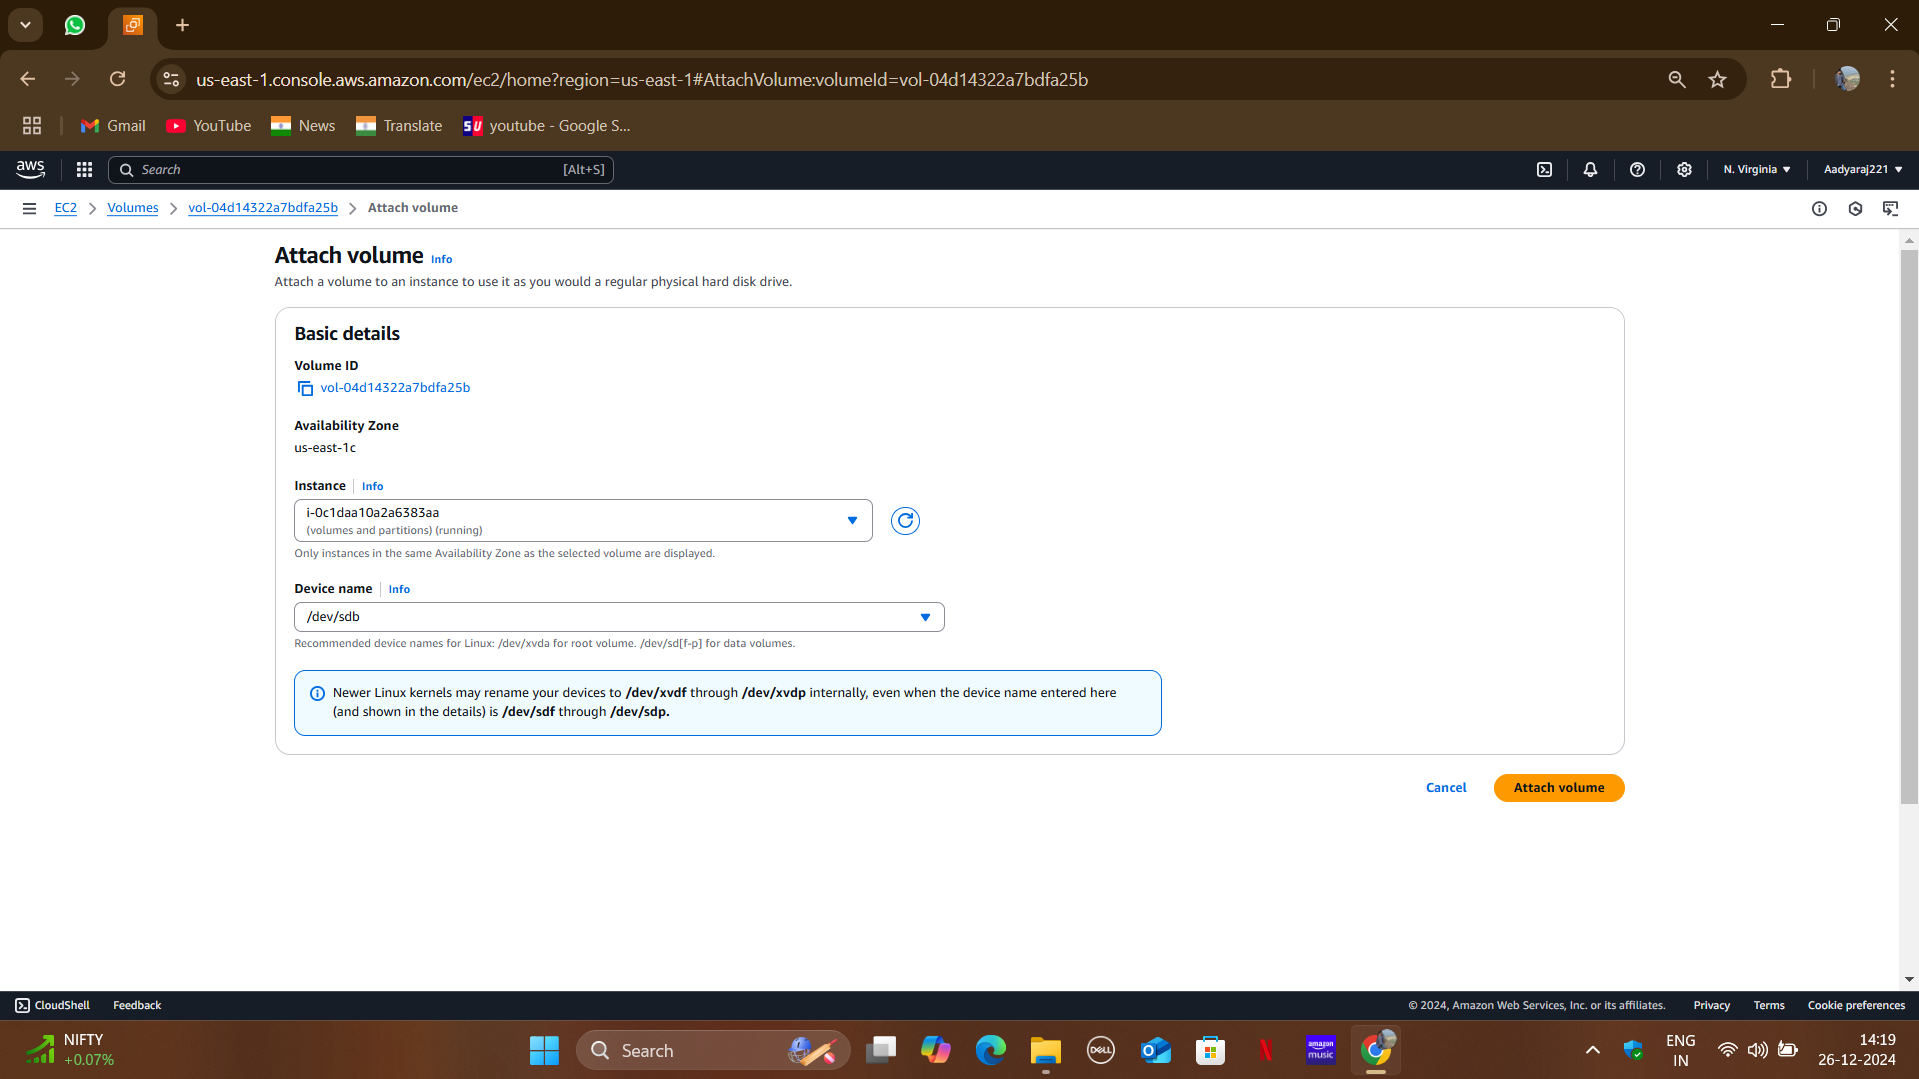 us-east-1.console.aws.amazon.com/ec2/home?region=us-east-1#AttachVolume:volumeId=vol-04d14322a7bdfa25b
Gmail YouTube News Translate SU youtube - Google S...
aws Search [Alt+S] N. Virginia Aadyaraj221
EC2 Volumes vol-04d14322a7bdfa25b Attach volume
Attach volume Info
Attach a volume to an instance to use it as you would a regular physical hard disk drive.
Basic details
Volume ID
vol-04d14322a7bdfa25b
Availability Zone
us-east-1c
Instance Info
i-0c1daa10a2a6383aa
(volumes and partitions) (running)
Only instances in the same Availability Zone as the selected volume are displayed.
Device name Info
/dev/sdb
Recommended device names for Linux: /dev/xvda for root volume. /dev/sd[f-p] for data volumes.
Newer Linux kernels may rename your devices to /dev/xvdf through /dev/xvdp internally, even when the device name entered here
(and shown in the details) is /dev/sdf through /dev/sdp.
Cancel Attach volume
CloudShell Feedback © 2024, Amazon Web Services, Inc. or its affiliates. Privacy Terms Cookie preferences
NIFTY
+0.07%
Search
DELL
amazon
music
ENG
IN
14:19
26-12-2024